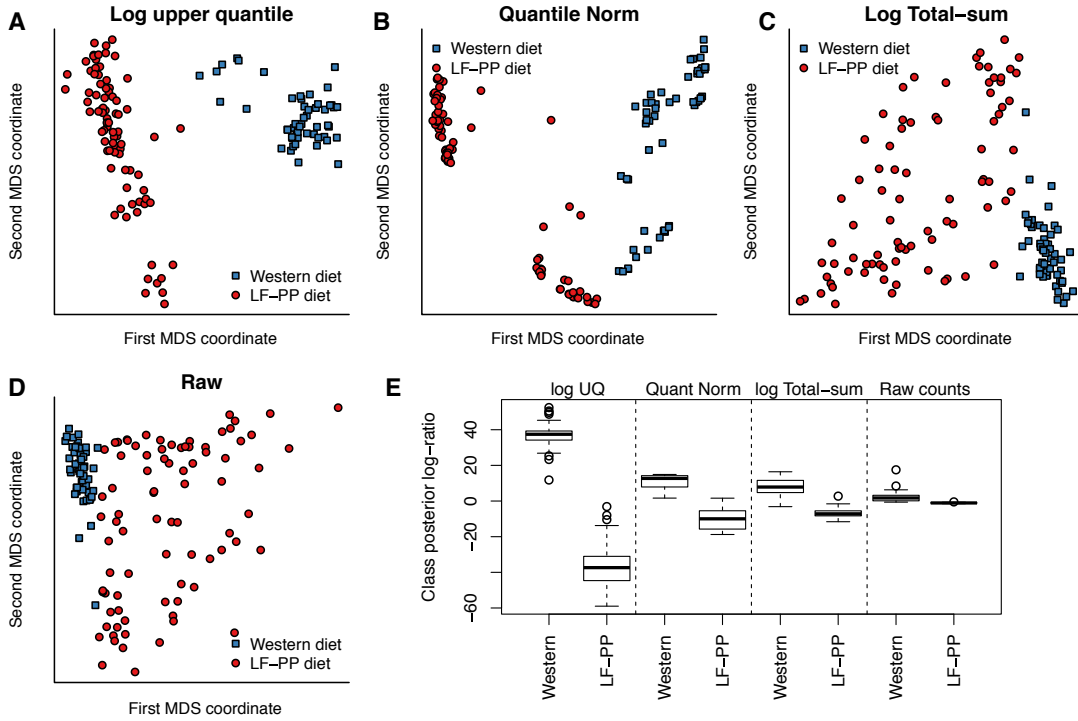 A
Log upper quantile
Second MDS coordinate
Western diet
LF−PP diet
First MDS coordinate
B
Quantile Norm
Western diet
LF−PP diet
Second MDS coordinate
First MDS coordinate
C
Log Total−sum
Western diet
LF−PP diet
Second MDS coordinate
First MDS coordinate
D
Raw
Second MDS coordinate
Western diet
LF−PP diet
First MDS coordinate
E
log UQ
Quant Norm
log Total−sum
Raw counts
Class posterior log−ratio
40
20
0
−20
−60
Western
LF−PP
Western
LF−PP
Western
LF−PP
Western
LF−PP